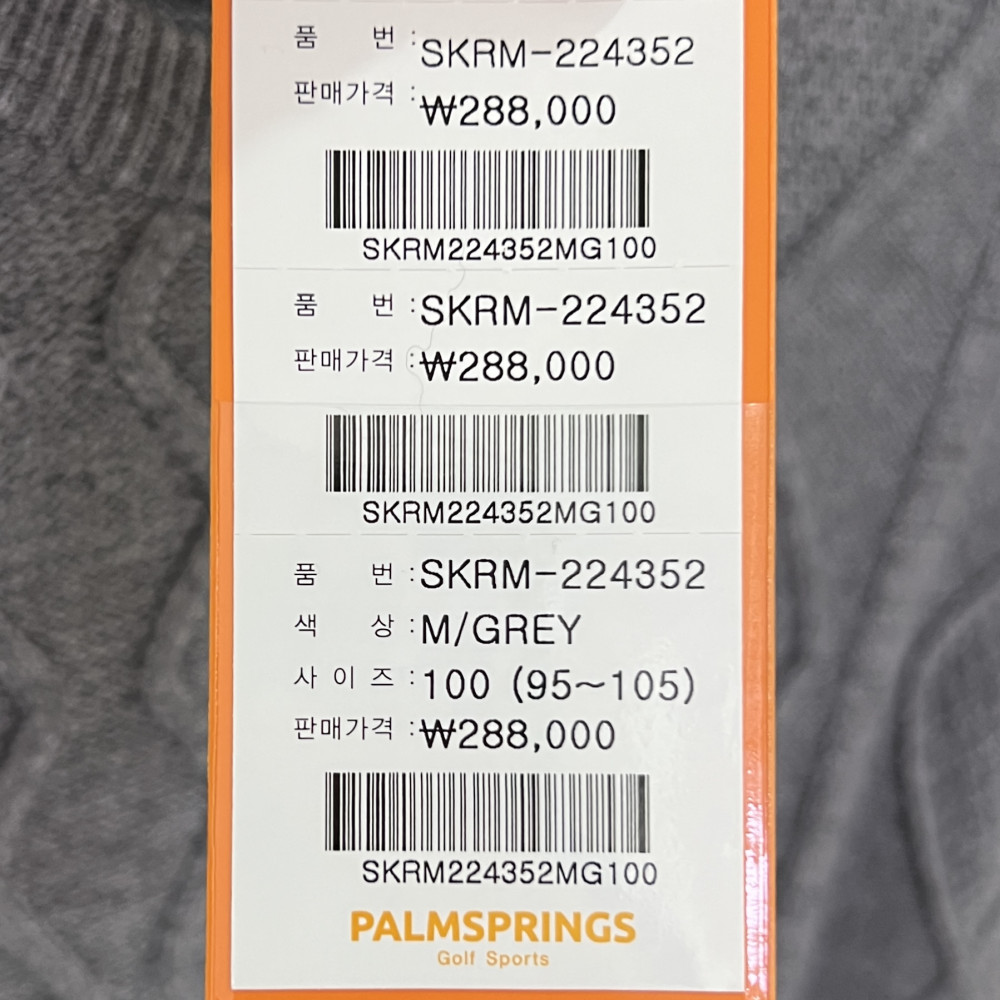 품 번 : SKRM-224352
판매가격 : ₩288,000
SKRM224352MG100
품 번 : SKRM-224352
판매가격 : ₩288,000
SKRM224352MG100
품 번 : SKRM-224352
색 상 : M/GREY
사 이 즈 : 100 (95~105)
판매가격 : ₩288,000
SKRM224352MG100
PALMSPRINGS
Golf Sports